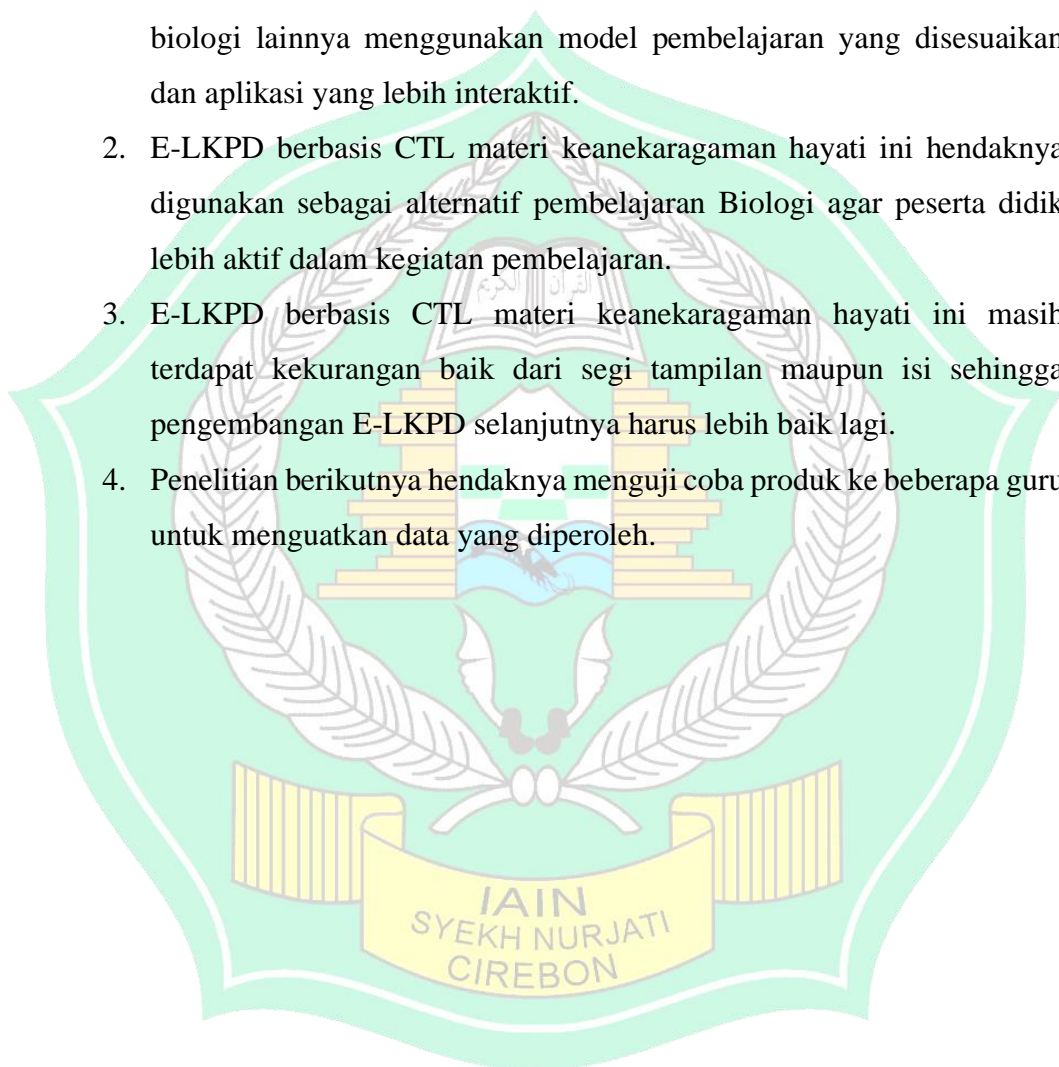 biologi lainnya menggunakan model pembelajaran yang disesuaikan
dan aplikasi yang lebih interaktif.
2. E-LKPD berbasis CTL materi keanekaragaman hayati ini hendaknya
digunakan sebagai alternatif pembelajaran Biologi agar peserta didik
lebih aktif dalam kegiatan pembelajaran.
القرآن الكريم
3. E-LKPD berbasis CTL materi keanekaragaman hayati ini masih
terdapat kekurangan baik dari segi tampilan maupun isi sehingga
pengembangan E-LKPD selanjutnya harus lebih baik lagi.
4. Penelitian berikutnya hendaknya menguji coba produk ke beberapa guru
untuk menguatkan data yang diperoleh.
IAIN
SYEKH NURJATI
CIREBON